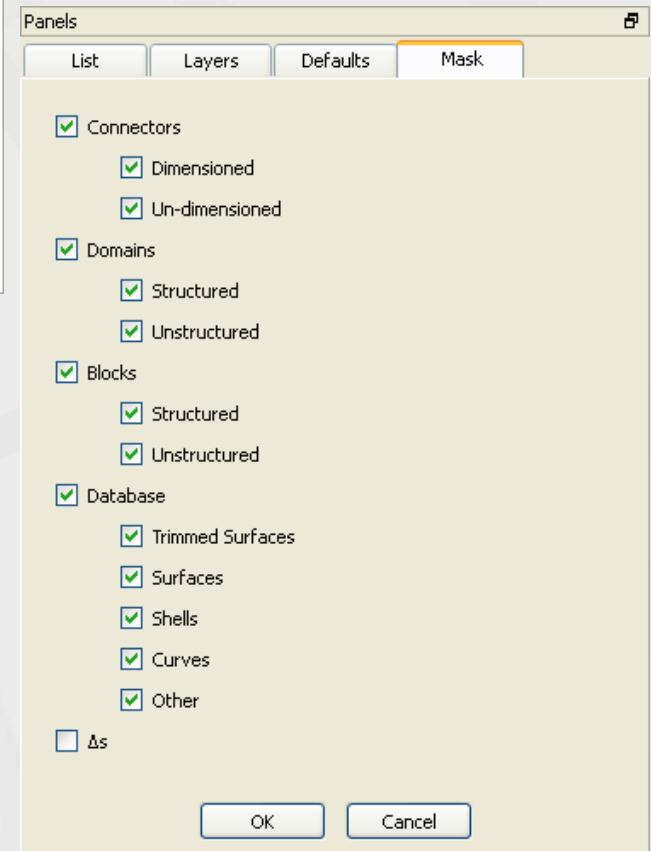 Panels
List Layers Defaults Mask
Connectors
Dimensioned
Un-dimensioned
Domains
Structured
Unstructured
Blocks
Structured
Unstructured
Database
Trimmed Surfaces
Surfaces
Shells
Curves
Other
Δs
OK Cancel